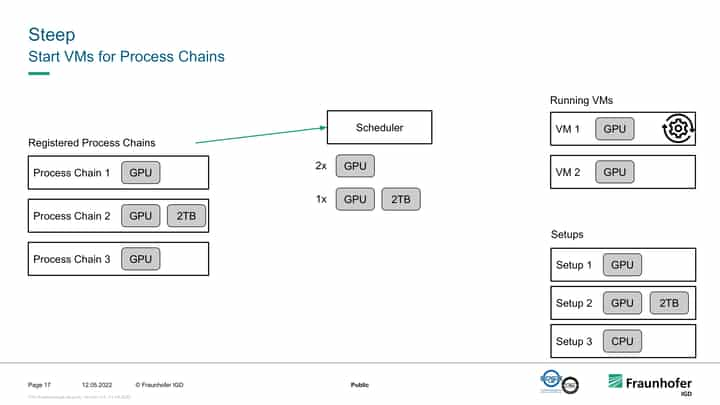 Steep
Start VMs for Process Chains
Registered Process Chains
Process Chain 1 GPU
Process Chain 2 GPU 2TB
Process Chain 3 GPU
Scheduler
2x GPU
1x GPU 2TB
Running VMs
VM 1 GPU
VM 2 GPU
Setups
Setup 1 GPU
Setup 2 GPU 2TB
Setup 3 CPU
Page 17 12.05.2022 © Fraunhofer IGD Public
Fraunhofer
IGD